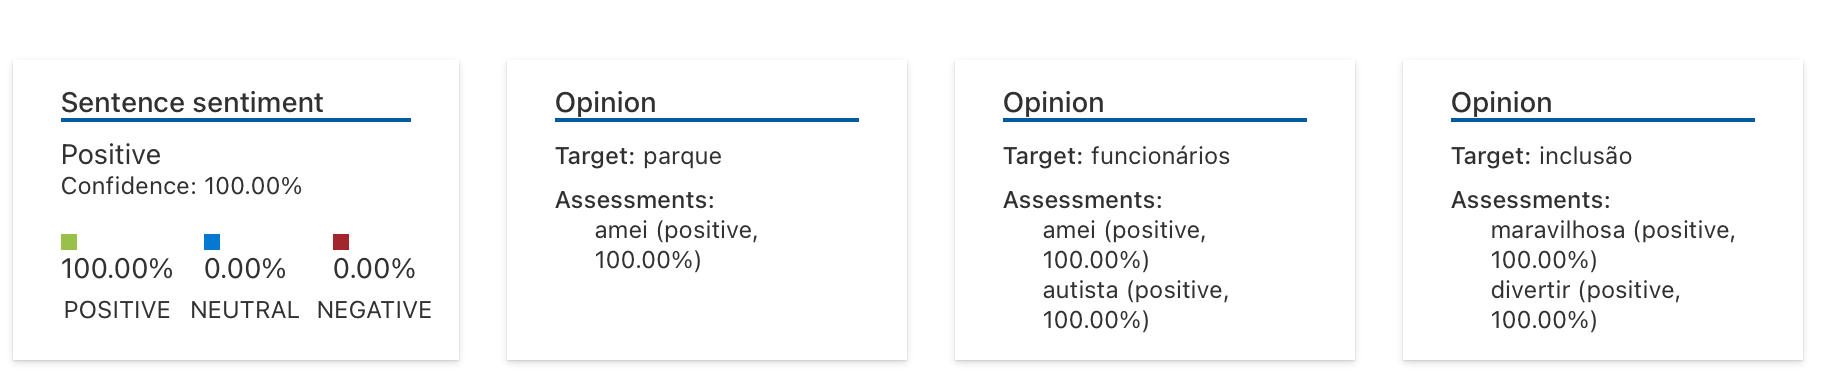 Sentence sentiment
Positive
Confidence: 100.00%
100.00% 0.00% 0.00%
POSITIVE NEUTRAL NEGATIVE
Opinion
Target: parque
Assessments:
amei (positive,
100.00%)
Opinion
Target: funcionários
Assessments:
amei (positive,
100.00%)
autista (positive,
100.00%)
Opinion
Target: inclusão
Assessments:
maravilhosa (positive,
100.00%)
divertir (positive,
100.00%)